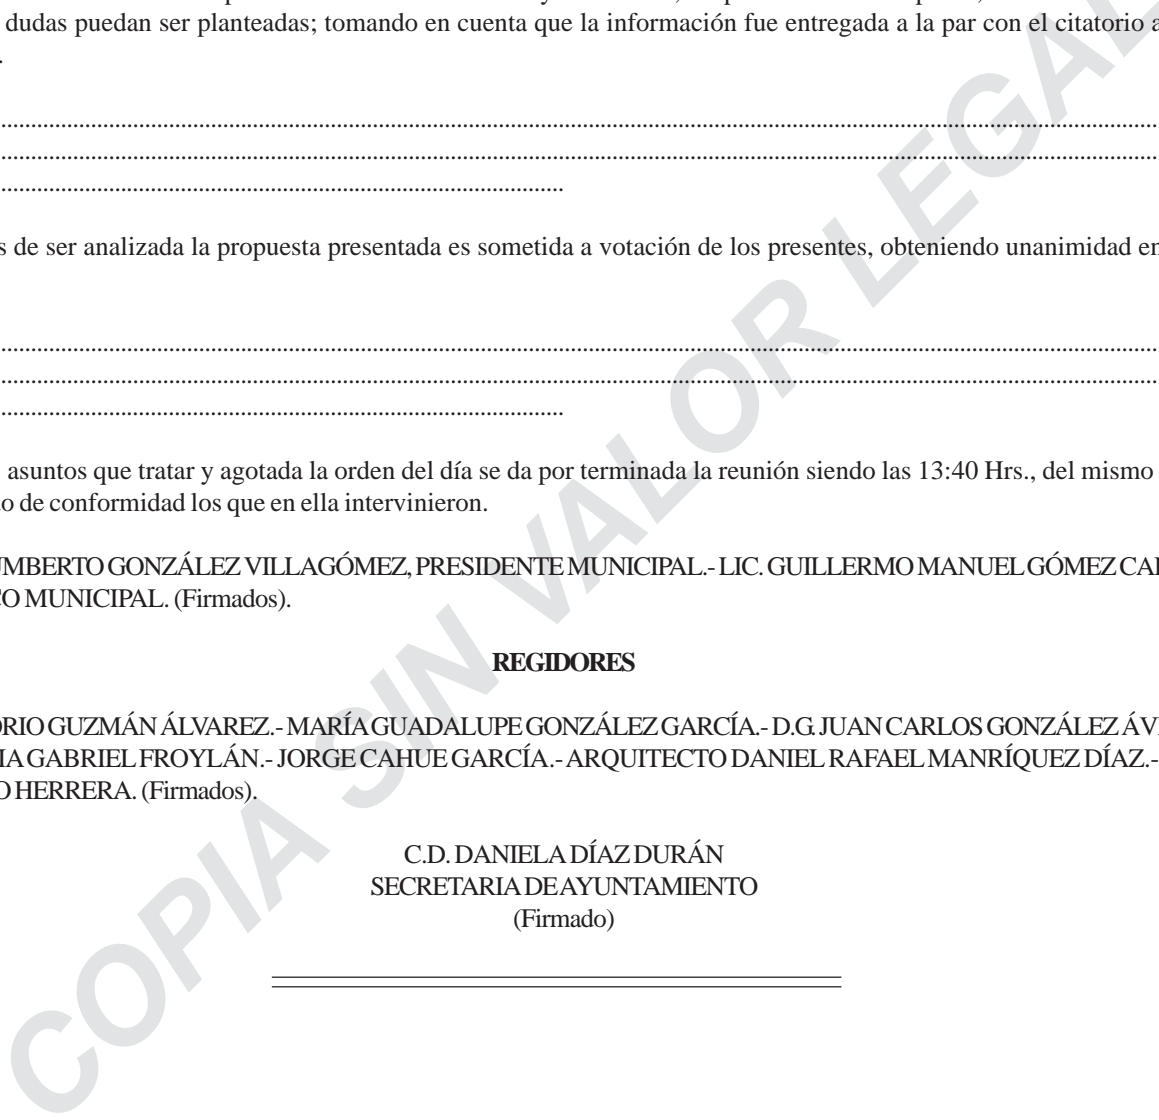 dudas puedan ser planteadas; tomando en cuenta que la información fue entregada a la par con el citatorio
.
....................................................................................................
....................................................................................................
..............................................................................................
de ser analizada la propuesta presentada es sometida a votación de los presentes, obteniendo unanimidad en
....................................................................................................
....................................................................................................
..............................................................................................
asuntos que tratar y agotada la orden del día se da por terminada la reunión siendo las 13:40 Hrs., del mismo
de conformidad los que en ella intervinieron.
UMBERTO GONZÁLEZ VILLAGÓMEZ, PRESIDENTE MUNICIPAL.- LIC. GUILLERMO MANUEL GÓMEZ
CO MUNICIPAL. (Firmados).
REGIDORES
ORIO GUZMÁN ÁLVAREZ.- MARÍA GUADALUPE GONZÁLEZ GARCÍA.- D.G. JUAN CARLOS GONZÁLEZ
GABRIEL FROYLÁN.- JORGE CAHUE GARCÍA.- ARQUITECTO DANIEL RAFAEL MANRÍQUEZ DÍAZ.-
O HERRERA. (Firmados).
C.D. DANIELA DÍAZ DURÁN
SECRETARIA DE AYUNTAMIENTO
(Firmado)
COPIA SIN VALOR LEGAL